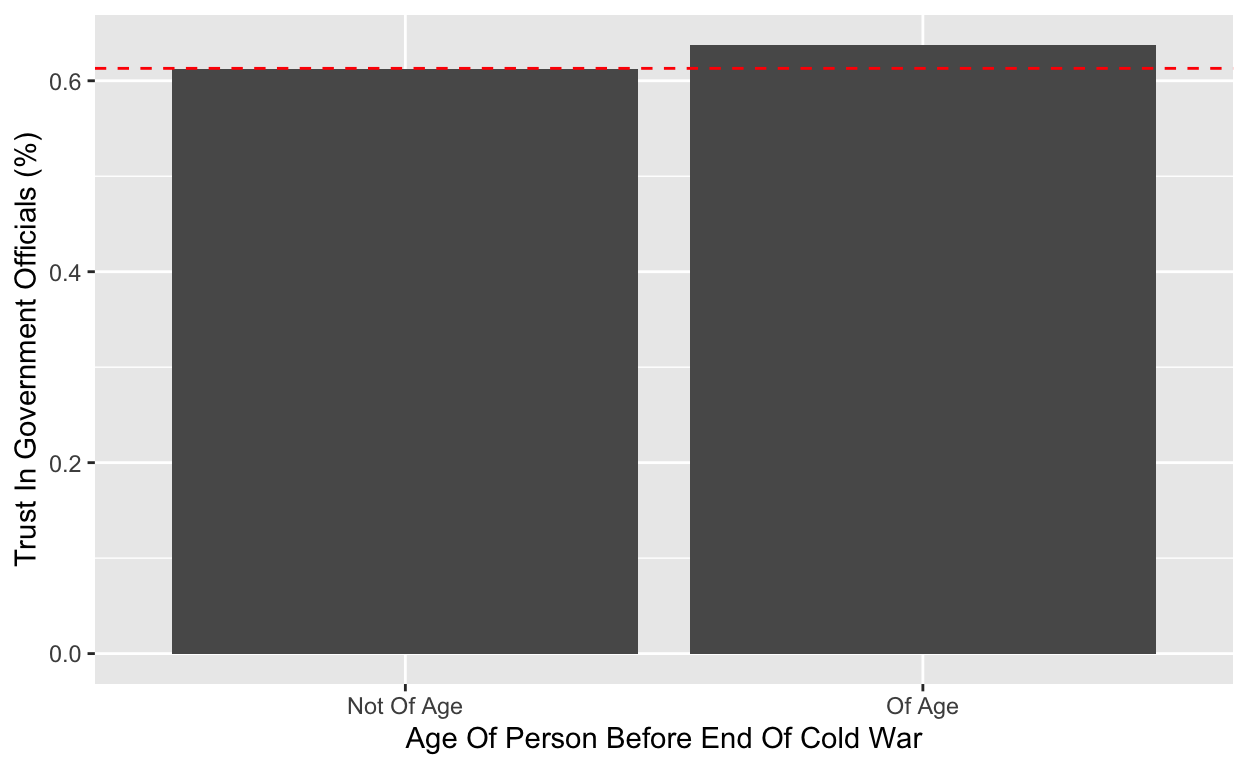 Trust In Government Officials (%)
0.6
0.4
0.2
0.0
Not Of Age
Of Age
Age Of Person Before End Of Cold War